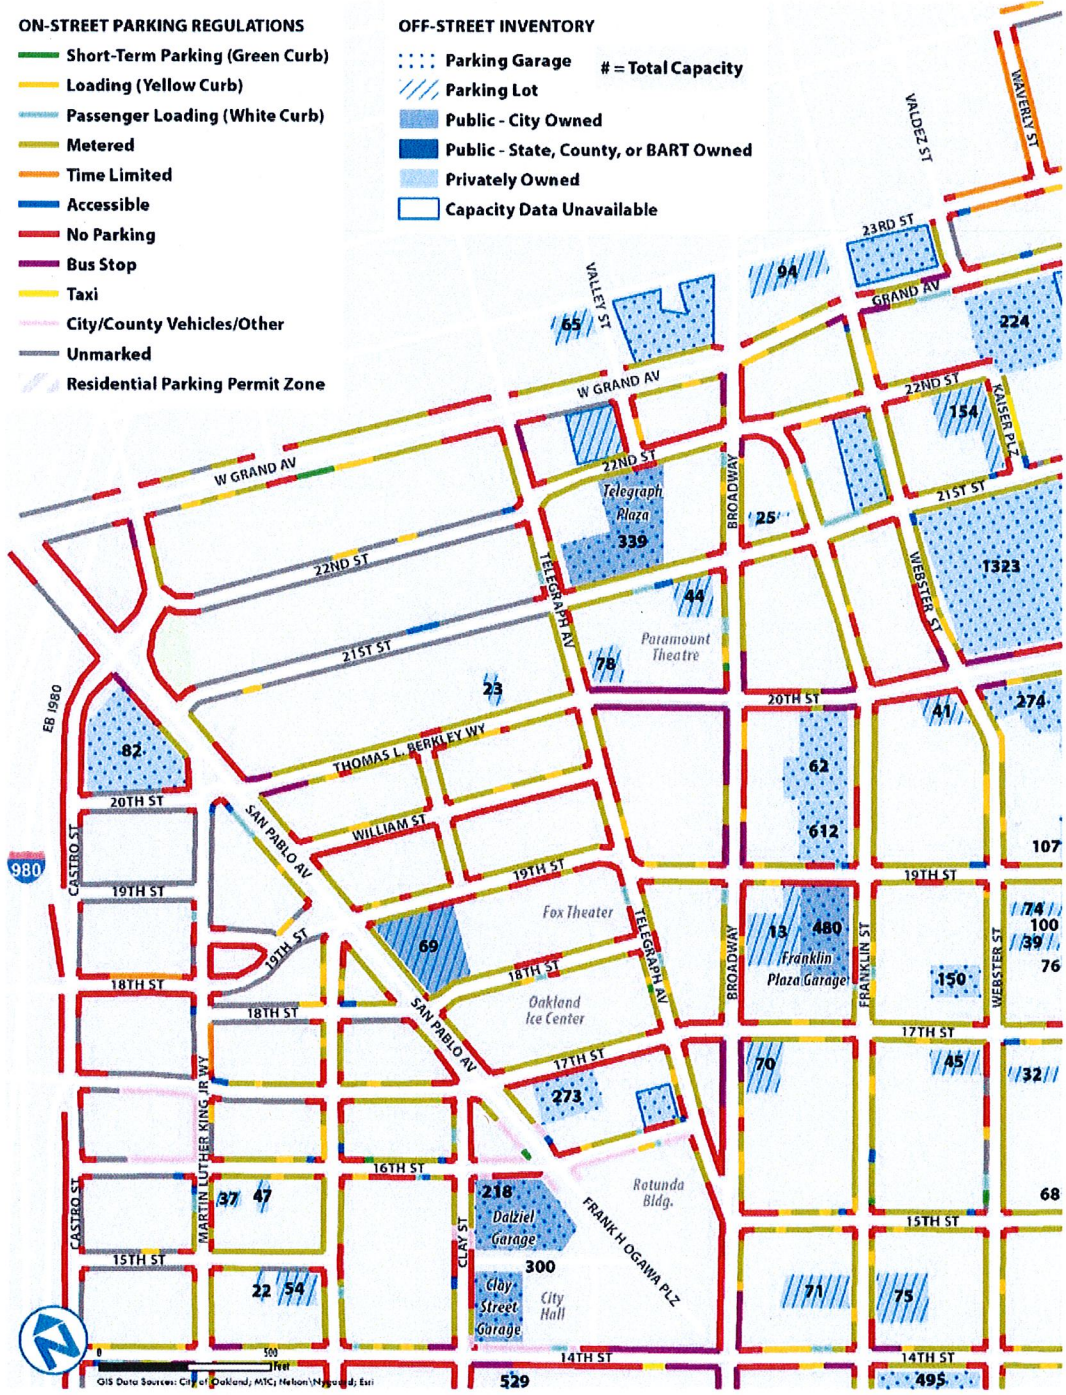 ON-STREET PARKING REGULATIONS
Short-Term Parking (Green Curb)
Loading (Yellow Curb)
Passenger Loading (White Curb)
Metered
Time Limited
Accessible
No Parking
Bus Stop
Taxi
City/County Vehicles/Other
Unmarked
Residential Parking Permit Zone
OFF-STREET INVENTORY
Parking Garage
# = Total Capacity
Parking Lot
Public - City Owned
Public - State, County, or BART Owned
Privately Owned
Capacity Data Unavailable
WAVERLY ST
VALDEZ ST
23RD ST
VALLEY ST
94
GRAND AV
65
224
W GRAND AV
22ND ST
KAISER PLZ
154
W GRAND AV
22ND ST
BROADWAY
21ST ST
Telegraph
Plaza
25
339
22ND ST
TELEGRAPH AV
WEBSTER ST
1323
44
21ST ST
Paramount
Theatre
78
23
EB I980
20TH ST
41
274
82
THOMAS L. BERKLEY WY
62
20TH ST
SAN PABLO AV
WILLIAM ST
612
107
980
CASTRO ST
19TH ST
19TH ST
19TH ST
Fox Theater
TELEGRAPH AV
74
100
39
76
69
13
480
Franklin
Plaza Garage
BROADWAY
FRANKLIN ST
WEBSTER ST
19TH ST
18TH ST
150
18TH ST
Oakland
Ice Center
18TH ST
SAN PABLO AV
17TH ST
17TH ST
70
45
32
273
MARTIN LUTHER KING JR WY
16TH ST
CASTRO ST
37
47
218
Dalziel
Garage
Rotunda
Bldg.
FRANK H OGAWA PLZ
68
15TH ST
CLAY ST
15TH ST
300
22
54
Clay
Street
Garage
City
Hall
71
75
N
0
500
Feet
14TH ST
14TH ST
GIS Data Sources: City of Oakland; MTC; Nelson\Nygaard; Esri
529
495